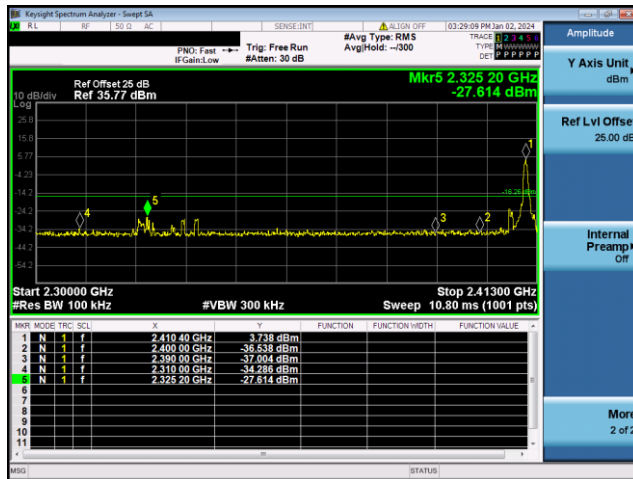 Keysight Spectrum Analyzer - Swept SA
RL RF 50 Ω AC SENSE:INT ALIGN OFF 03:29:09 PM Jan 02, 2024
#Avg Type: RMS
Avg|Hold: --/300
TRACE 1 2 3 4 5 6
TYPE M WWWWW
DET P P P P P P
PNO: Fast
IFGain:Low
Trig: Free Run
#Atten: 30 dB
Mkr5 2.325 20 GHz
-27.614 dBm
Ref Offset 25 dB
10 dB/div Ref 35.77 dBm
Log
25.8
15.8
5.77
-4.23
-14.2
-24.2
-34.2
-44.2
-54.2
1
5
4
3
2
Start 2.30000 GHz Stop 2.41300 GHz
#Res BW 100 kHz #VBW 300 kHz Sweep 10.80 ms (1001 pts)
MKR MODE TRC SCL X Y FUNCTION FUNCTION WIDTH FUNCTION VALUE
1 N 1 f 2.410 40 GHz 3.738 dBm
2 N 1 f 2.400 00 GHz -36.538 dBm
3 N 1 f 2.390 00 GHz -37.004 dBm
4 N 1 f 2.310 00 GHz -34.286 dBm
5 N 1 f 2.325 20 GHz -27.614 dBm
6
7
8
9
10
11
MSG STATUS
Amplitude
Y Axis Unit
dBm
Ref Lvl Offse
25.00 dB
Internal
Preamp
Off
More
2 of 2